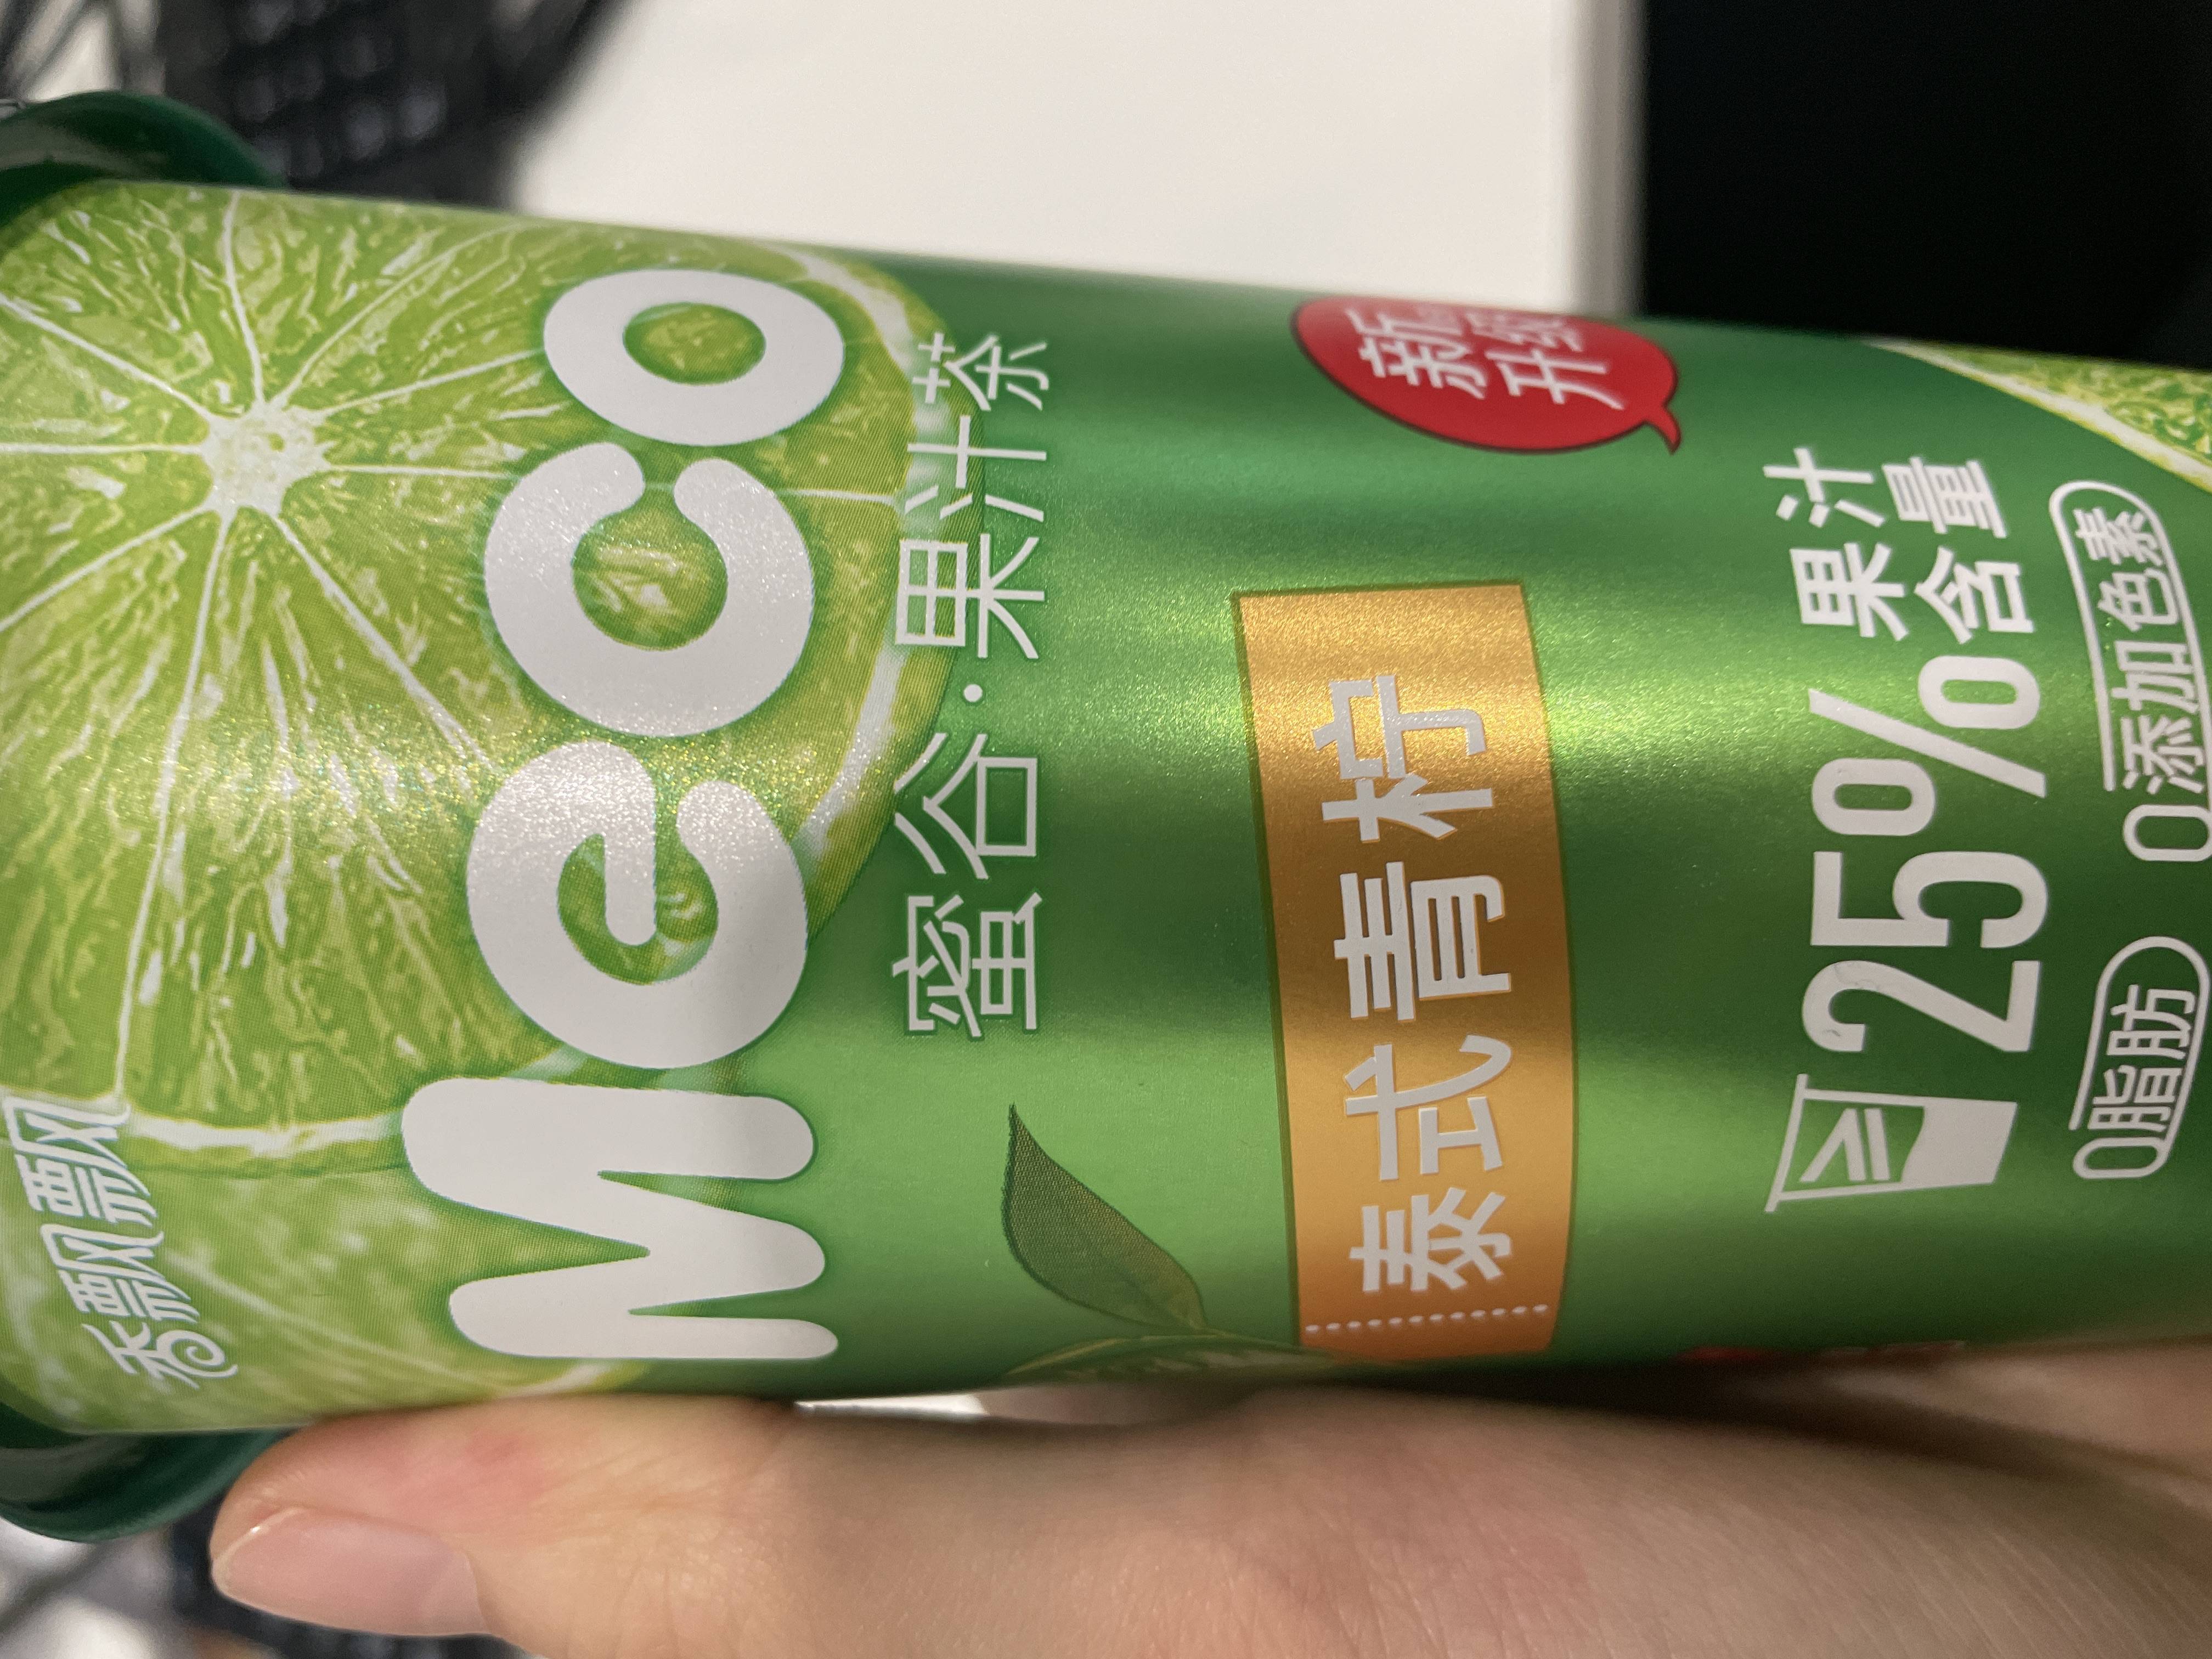 香飘飘
Meco
蜜谷·果汁茶
新升级
泰式青柠
25%
果汁含量
0脂肪
0添加色素